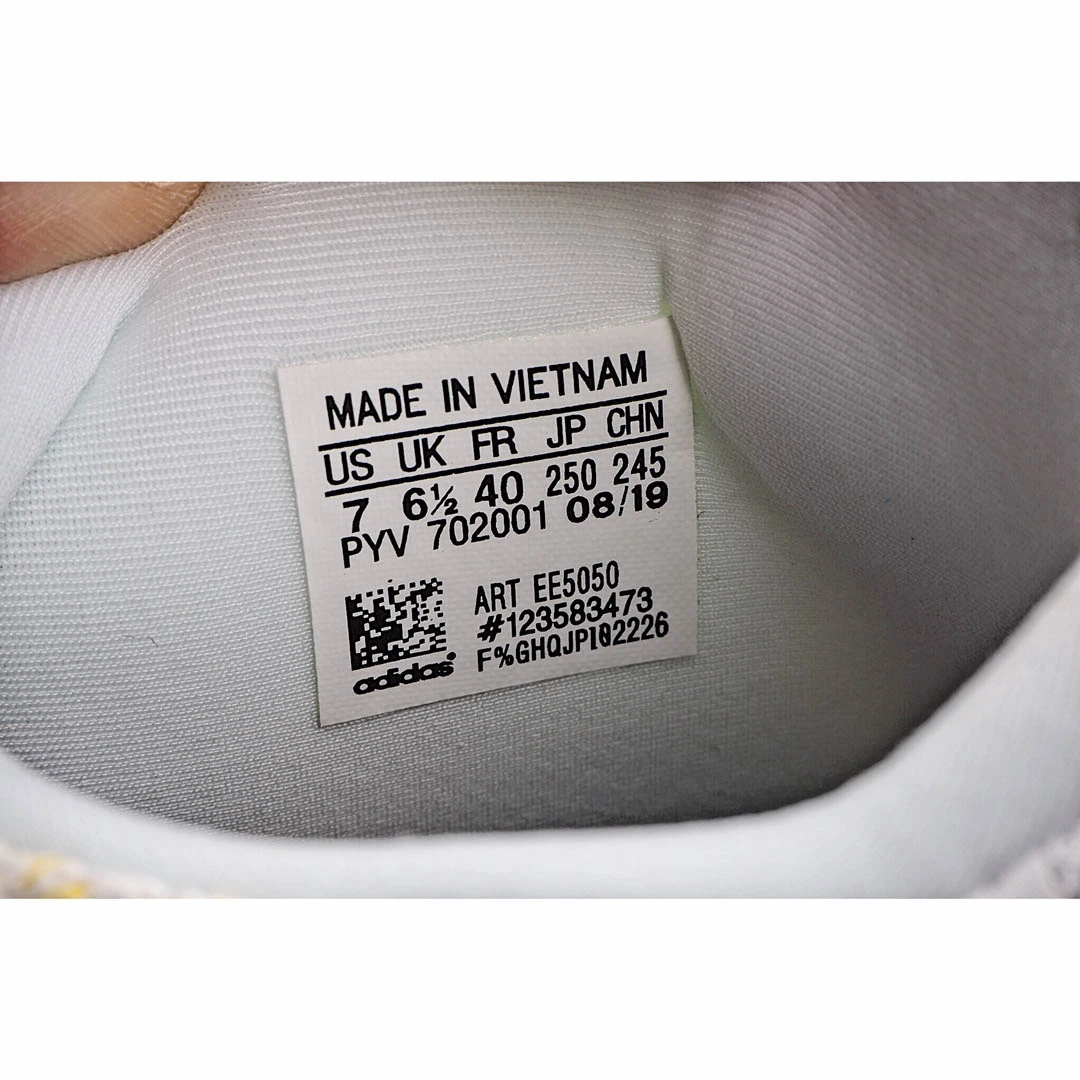 MADE IN VIETNAM
US UK FR JP CHN
7 6½ 40 250 245
PYV 702001 08/19
ART EE5050
#123583473
F%GHQJPI02226
adidas®